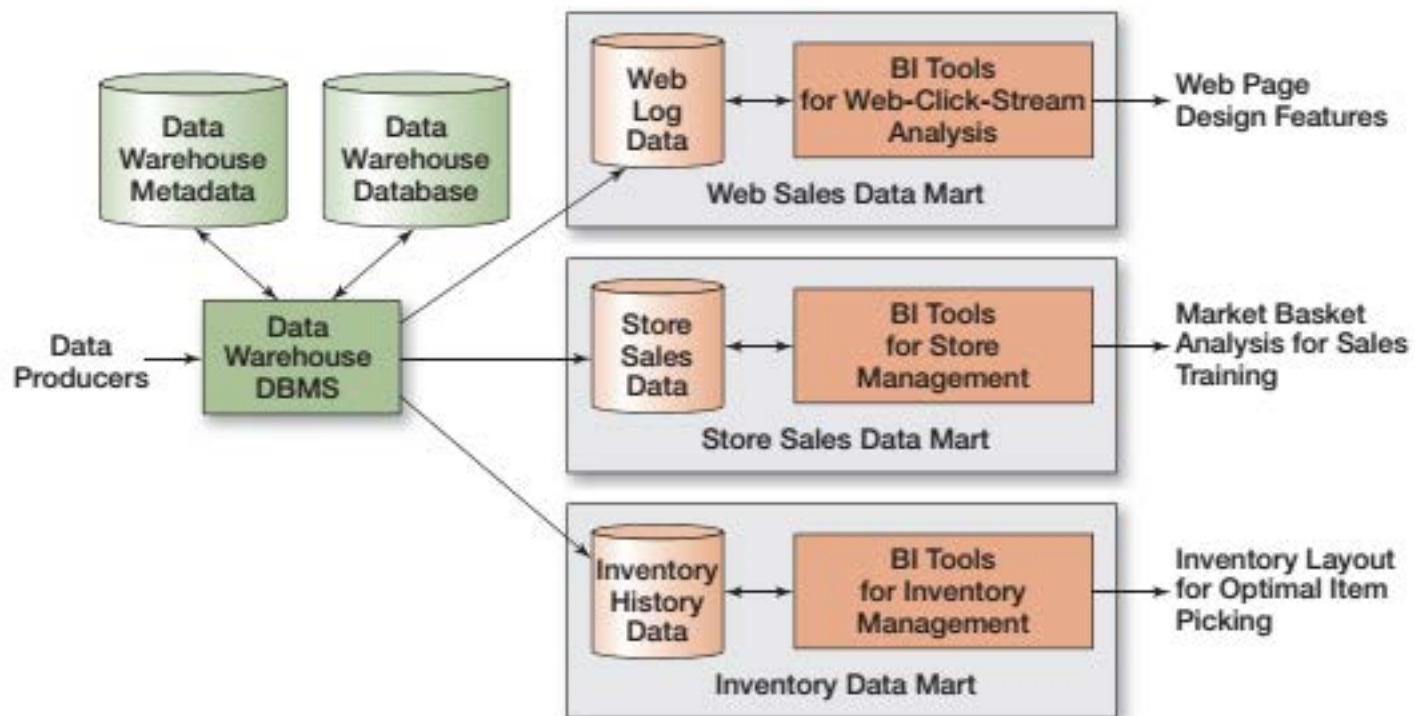 Data
Warehouse
Metadata
Data
Warehouse
Database
Data
Producers
Data
Warehouse
DBMS
Web
Log
Data
BI Tools
for Web-Click-Stream
Analysis
Web Sales Data Mart
Web Page
Design Features
Store
Sales
Data
BI Tools
for Store
Management
Store Sales Data Mart
Market Basket
Analysis for Sales
Training
Inventory
History
Data
BI Tools
for Inventory
Management
Inventory Data Mart
Inventory Layout
for Optimal Item
Picking